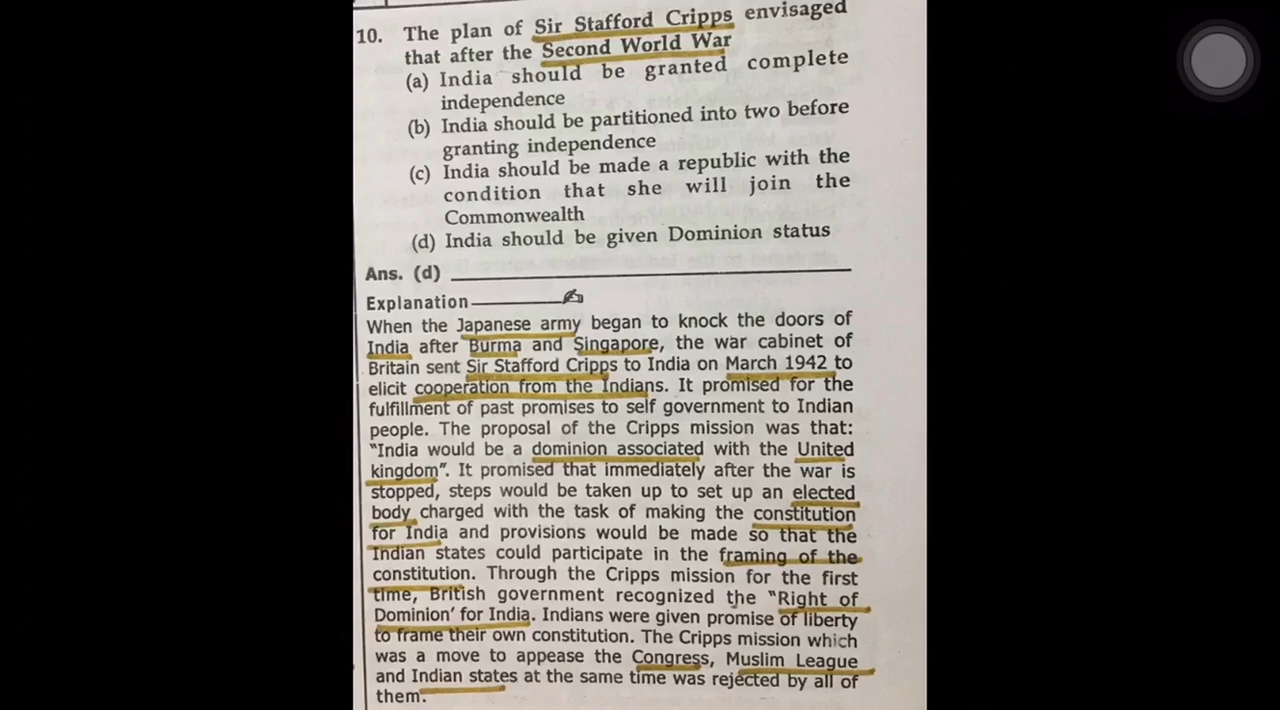 10. The plan of Sir Stafford Cripps envisaged
that after the Second World War
(a) India should be granted complete
independence
(b) India should be partitioned into two before
granting independence
(c) India should be made a republic with the
condition that she will join the
Commonwealth
(d) India should be given Dominion status
Ans. (d)
Explanation
When the Japanese army began to knock the doors of
India after Burma and Singapore, the war cabinet of
Britain sent Sir Stafford Cripps to India on March 1942 to
elicit cooperation from the Indians. It promised for the
fulfillment of past promises to self government to Indian
people. The proposal of the Cripps mission was that:
"India would be a dominion associated with the United
kingdom". It promised that immediately after the war is
stopped, steps would be taken up to set up an elected
body charged with the task of making the constitution
for India and provisions would be made so that the
Indian states could participate in the framing of the
constitution. Through the Cripps mission for the first
time, British government recognized the "Right of
Dominion' for India. Indians were given promise of liberty
to frame their own constitution. The Cripps mission which
was a move to appease the Congress, Muslim League
and Indian states at the same time was rejected by all of
them.